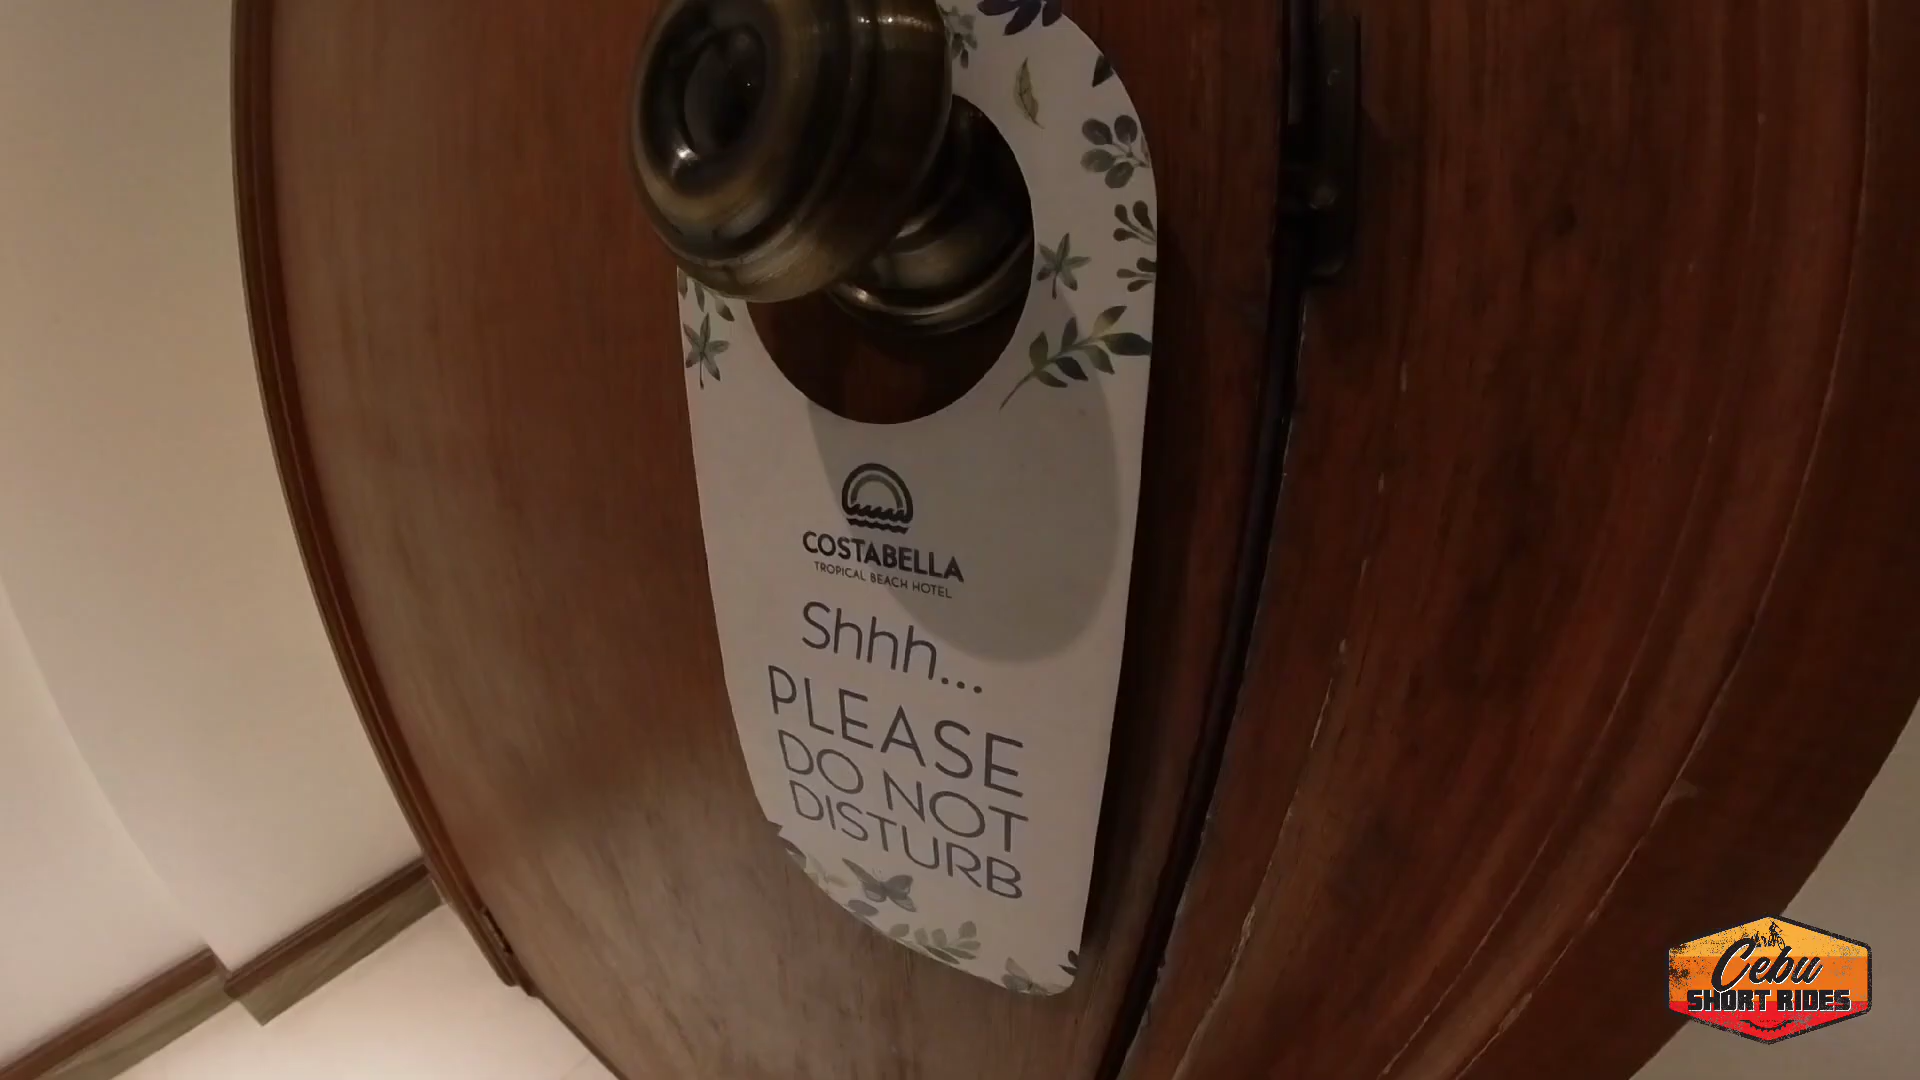 COSTABELLA
TROPICAL BEACH HOTEL
Shhh...
PLEASE
DO NOT
DISTURB
Cebu
SHORT RIDES